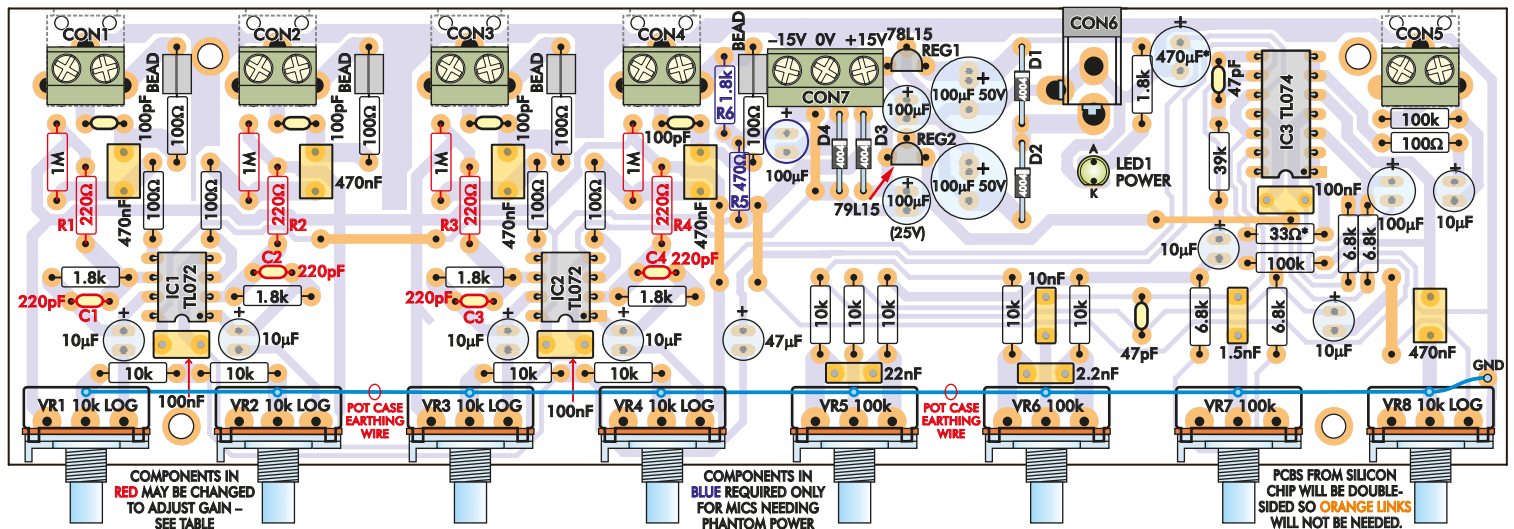 CON1
CON2
CON3
CON4
CON5
CON6
BEAD
BEAD
BEAD
BEAD
–15V 0V +15V
CON7
78L15
REG1
REG2
79L15
D1
4004
D2
4004
D3
4004
D4
4004
+
470µF*
1.8k
47pF
39k
IC3 TL074
100k
100Ω
100pF
100Ω
100pF
100Ω
100pF
100Ω
100pF
100Ω
R6 1.8k
R5 470Ω
+
100µF
+
100µF
+
100µF 50V
+
100µF 50V
+
100µF
(25V)
A
K
LED1
POWER
1M
R1
220Ω
470nF
100Ω
100Ω
1M
R2
220Ω
470nF
1M
R3
220Ω
470nF
100Ω
100Ω
1M
R4
220Ω
470nF
100nF
33Ω*
100k
6.8k
6.8k
+
100µF
+
10µF
+
10µF
1.8k
220pF
C1
IC1
TL072
C2
220pF
1.8k
1.8k
220pF
C3
IC2
TL072
C4
220pF
1.8k
+
10µF
+
10µF
+
10µF
+
10µF
+
47µF
10k
10k
10k
10nF
10k
10k
47pF
6.8k
1.5nF
6.8k
+
10µF
470nF
10k
10k
10k
10k
22nF
2.2nF
GND
VR1 10k LOG
100nF
VR2 10k LOG
POT CASE
EARTHING
WIRE
VR3 10k LOG
100nF
VR4 10k LOG
VR5 100k
POT CASE
EARTHING
WIRE
VR6 100k
VR7 100k
VR8 10k LOG
COMPONENTS IN
RED MAY BE CHANGED
TO ADJUST GAIN –
SEE TABLE
COMPONENTS IN
BLUE REQUIRED ONLY
FOR MICS NEEDING
PHANTOM POWER
PCBS FROM SILICON
CHIP WILL BE DOUBLE-
SIDED SO ORANGE LINKS
WILL NOT BE NEEDED.